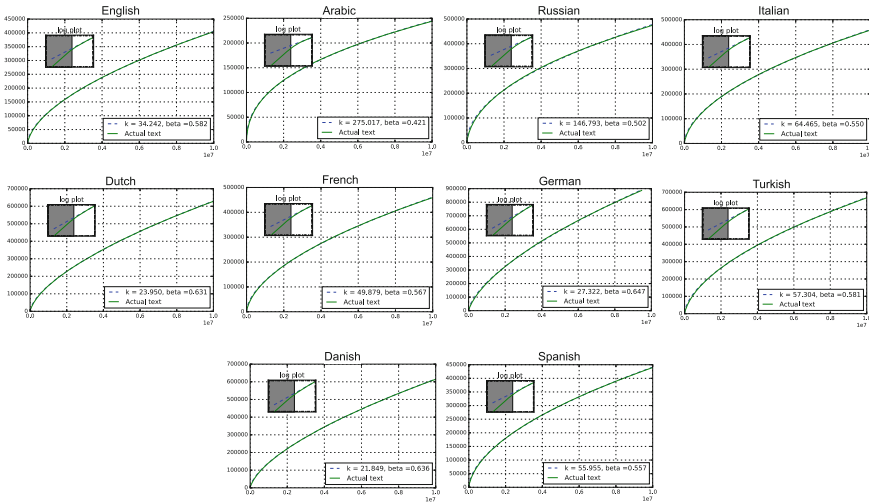 English
450000
400000
350000
300000
250000
200000
150000
100000
50000
0
log plot
k = 34.242, beta =0.582
Actual text
0.0 0.2 0.4 0.6 0.8 1.0
1e7
Arabic
250000
200000
150000
100000
50000
0
log plot
k = 275.017, beta =0.421
Actual text
0.0 0.2 0.4 0.6 0.8 1.0
1e7
Russian
500000
400000
300000
200000
100000
0
log plot
k = 146.793, beta =0.502
Actual text
0.0 0.2 0.4 0.6 0.8 1.0
1e7
Italian
500000
400000
300000
200000
100000
0
log plot
k = 64.465, beta =0.550
Actual text
0.0 0.2 0.4 0.6 0.8 1.0
1e7
Dutch
700000
600000
500000
400000
300000
200000
100000
0
log plot
k = 23.950, beta =0.631
Actual text
0.0 0.2 0.4 0.6 0.8 1.0
1e7
French
500000
400000
300000
200000
100000
0
log plot
k = 49,879, beta =0.567
Actual text
0.0 0.2 0.4 0.6 0.8 1.0
1e7
German
900000
800000
700000
600000
500000
400000
300000
200000
100000
0
log plot
k = 27.322, beta =0.647
Actual text
0.0 0.2 0.4 0.6 0.8 1.0
1e7
Turkish
700000
600000
500000
400000
300000
200000
100000
0
log plot
k = 57.304, beta =0.581
Actual text
0.0 0.2 0.4 0.6 0.8 1.0
1e7
Danish
700000
600000
500000
400000
300000
200000
100000
0
log plot
k = 21,849, beta =0.636
Actual text
0.0 0.2 0.4 0.6 0.8 1.0
1e7
Spanish
450000
400000
350000
300000
250000
200000
150000
100000
50000
0
log plot
k = 55.955, beta =0.557
Actual text
0.0 0.2 0.4 0.6 0.8 1.0
1e7